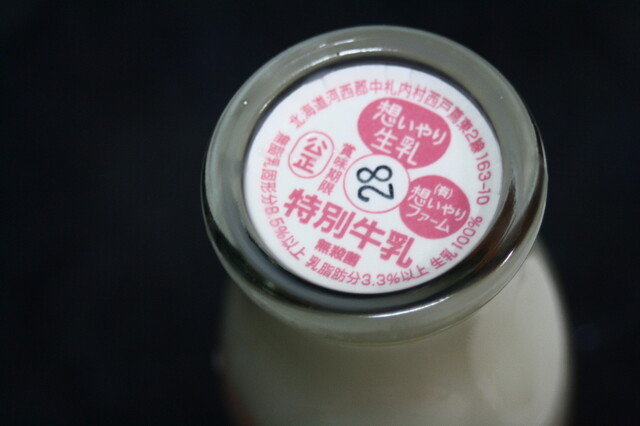 北海道河西郡中札内村西戸蔦東2線163-10
想いやり
生乳
公正
賞味期限
28
(有)
想いやり
ファーム
特別牛乳
無殺菌
無脂乳固形分8.5%以上 乳脂肪分3.3%以上 生乳100%